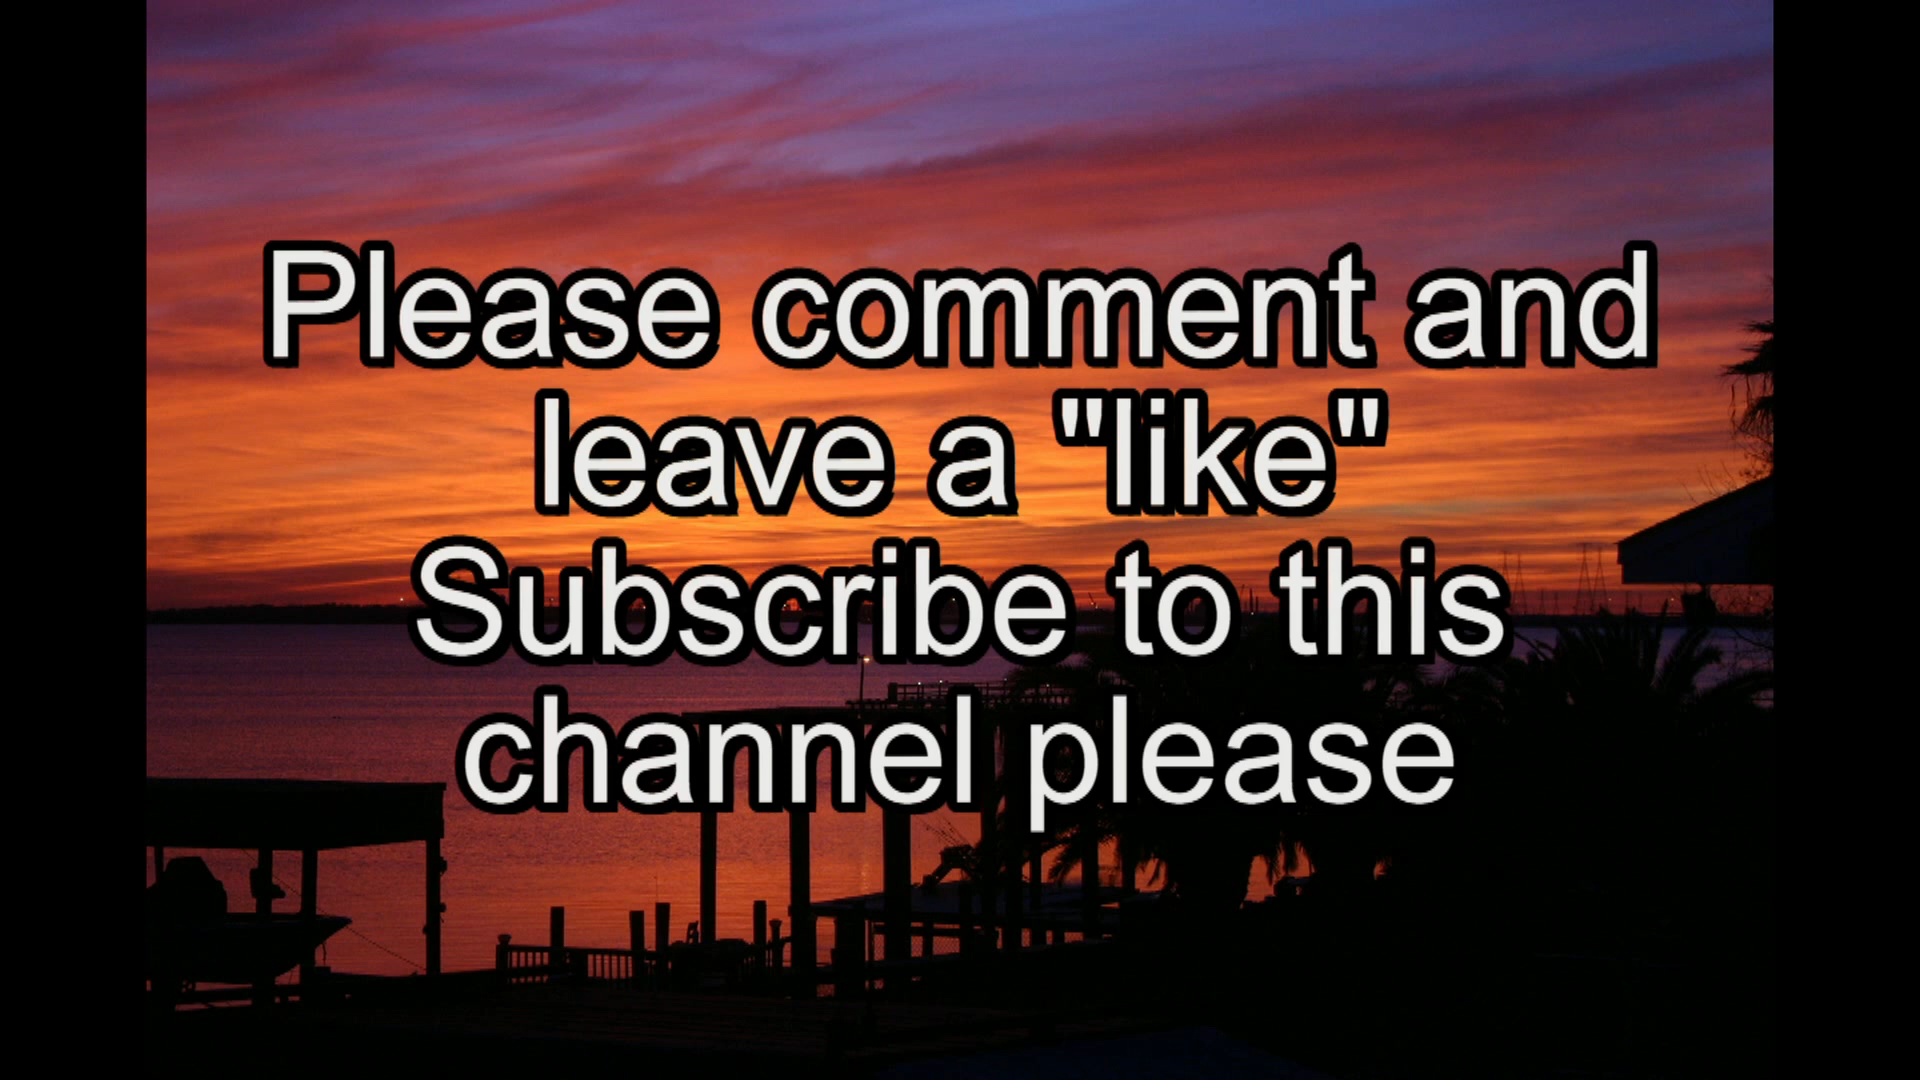 Please comment and
leave a "like"
Subscribe to this
channel please